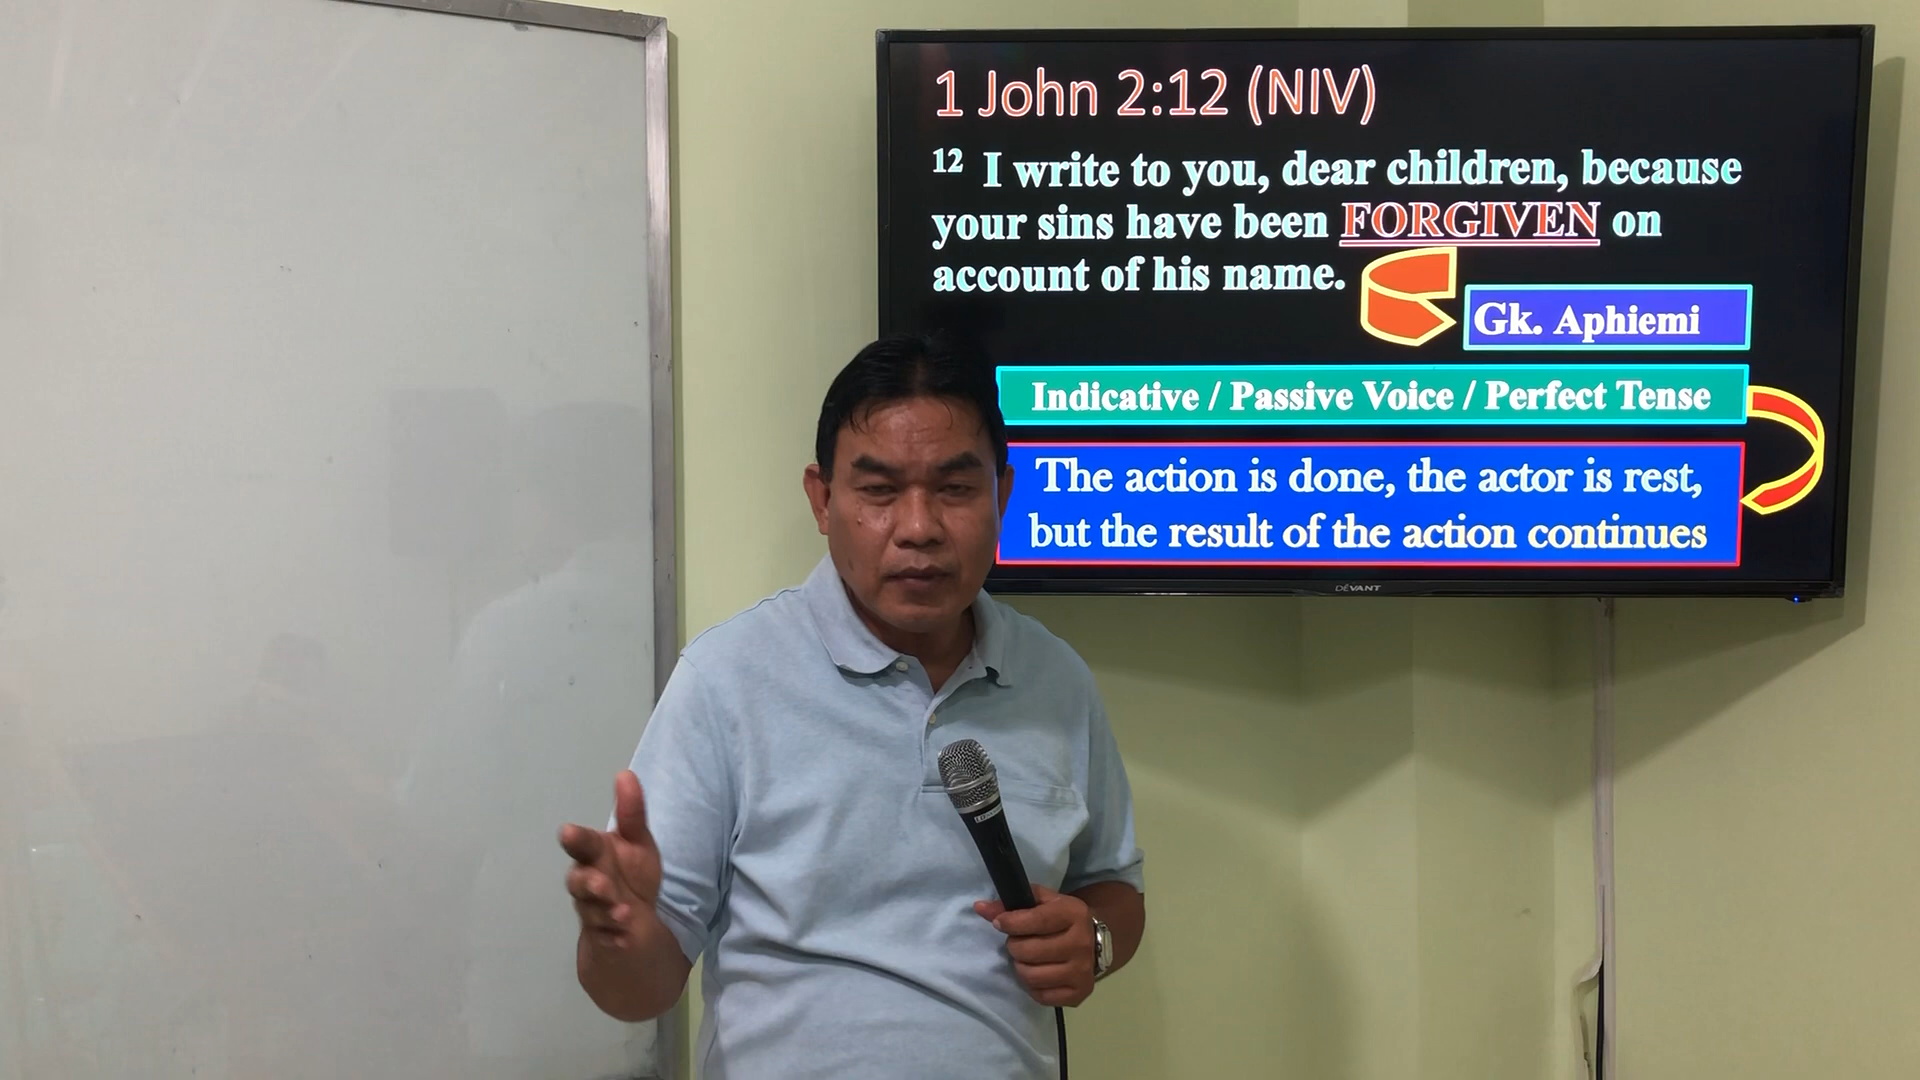 1 John 2:12 (NIV)
12 I write to you, dear children, because
your sins have been FORGIVEN on
account of his name.
Gk. Aphiemi
Indicative / Passive Voice / Perfect Tense
The action is done, the actor is rest,
but the result of the action continues
DEVANT